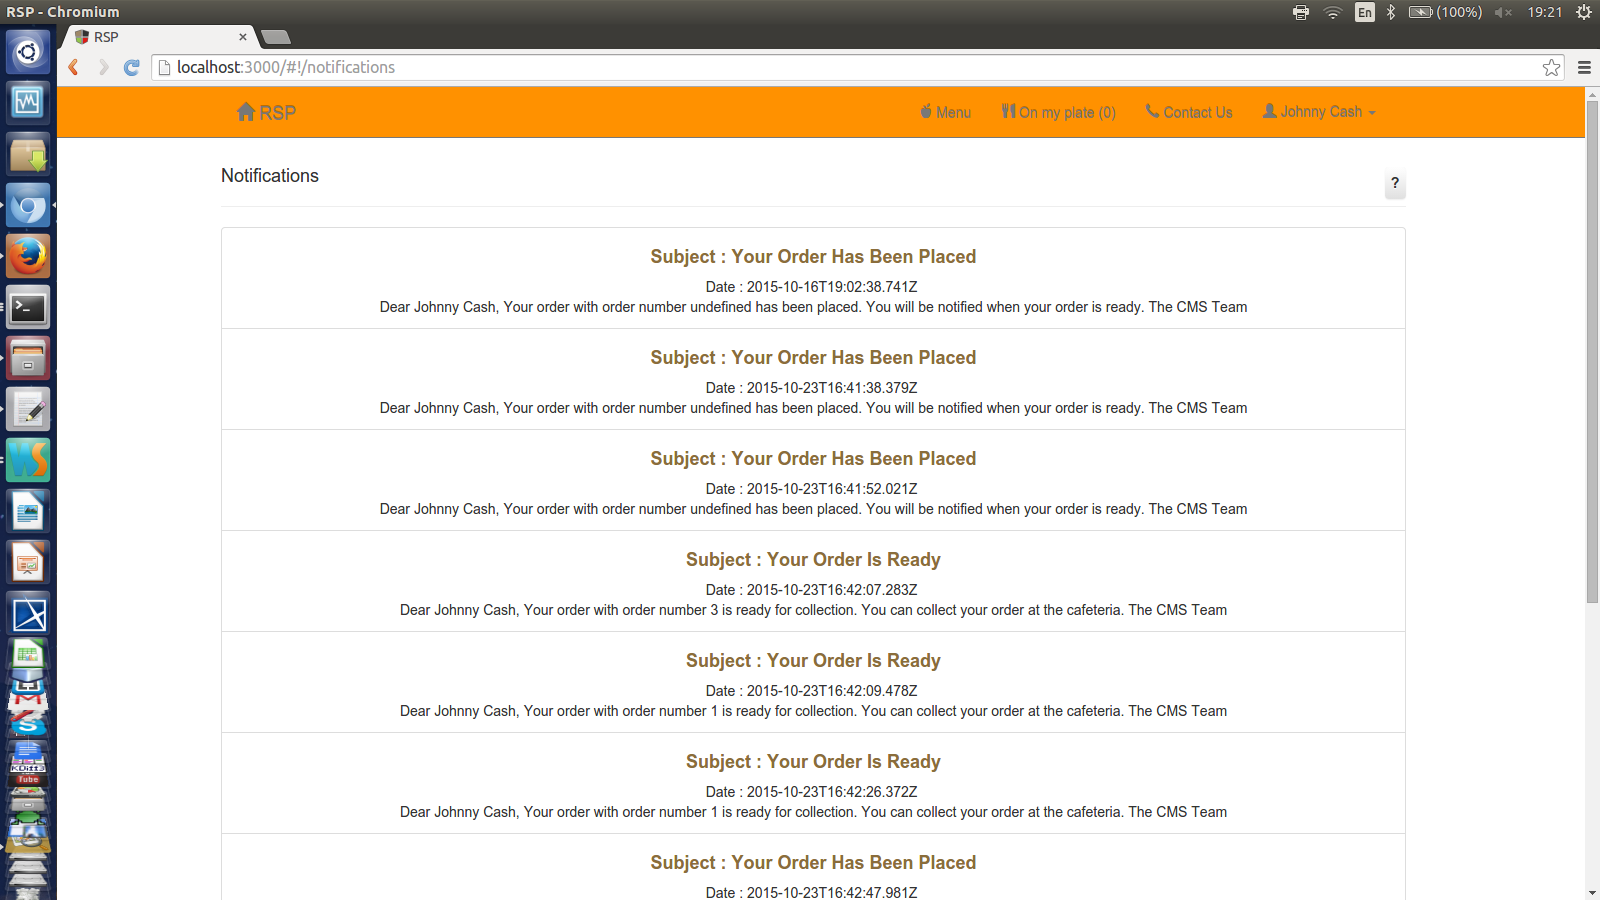 RSP - Chromium
En
(100%)
19:21
RSP
localhost:3000/#!/notifications
RSP
Menu
On my plate (0)
Contact Us
Johnny Cash
Notifications
?
Subject : Your Order Has Been Placed
Date : 2015-10-16T19:02:38.741Z
Dear Johnny Cash, Your order with order number undefined has been placed. You will be notified when your order is ready. The CMS Team
Subject : Your Order Has Been Placed
Date : 2015-10-23T16:41:38.379Z
Dear Johnny Cash, Your order with order number undefined has been placed. You will be notified when your order is ready. The CMS Team
Subject : Your Order Has Been Placed
Date : 2015-10-23T16:41:52.021Z
Dear Johnny Cash, Your order with order number undefined has been placed. You will be notified when your order is ready. The CMS Team
Subject : Your Order Is Ready
Date : 2015-10-23T16:42:07.283Z
Dear Johnny Cash, Your order with order number 3 is ready for collection. You can collect your order at the cafeteria. The CMS Team
Subject : Your Order Is Ready
Date : 2015-10-23T16:42:09.478Z
Dear Johnny Cash, Your order with order number 1 is ready for collection. You can collect your order at the cafeteria. The CMS Team
Subject : Your Order Is Ready
Date : 2015-10-23T16:42:26.372Z
Dear Johnny Cash, Your order with order number 1 is ready for collection. You can collect your order at the cafeteria. The CMS Team
Subject : Your Order Has Been Placed
Date : 2015-10-23T16:42:47.981Z
WS
KDiff3
Tube